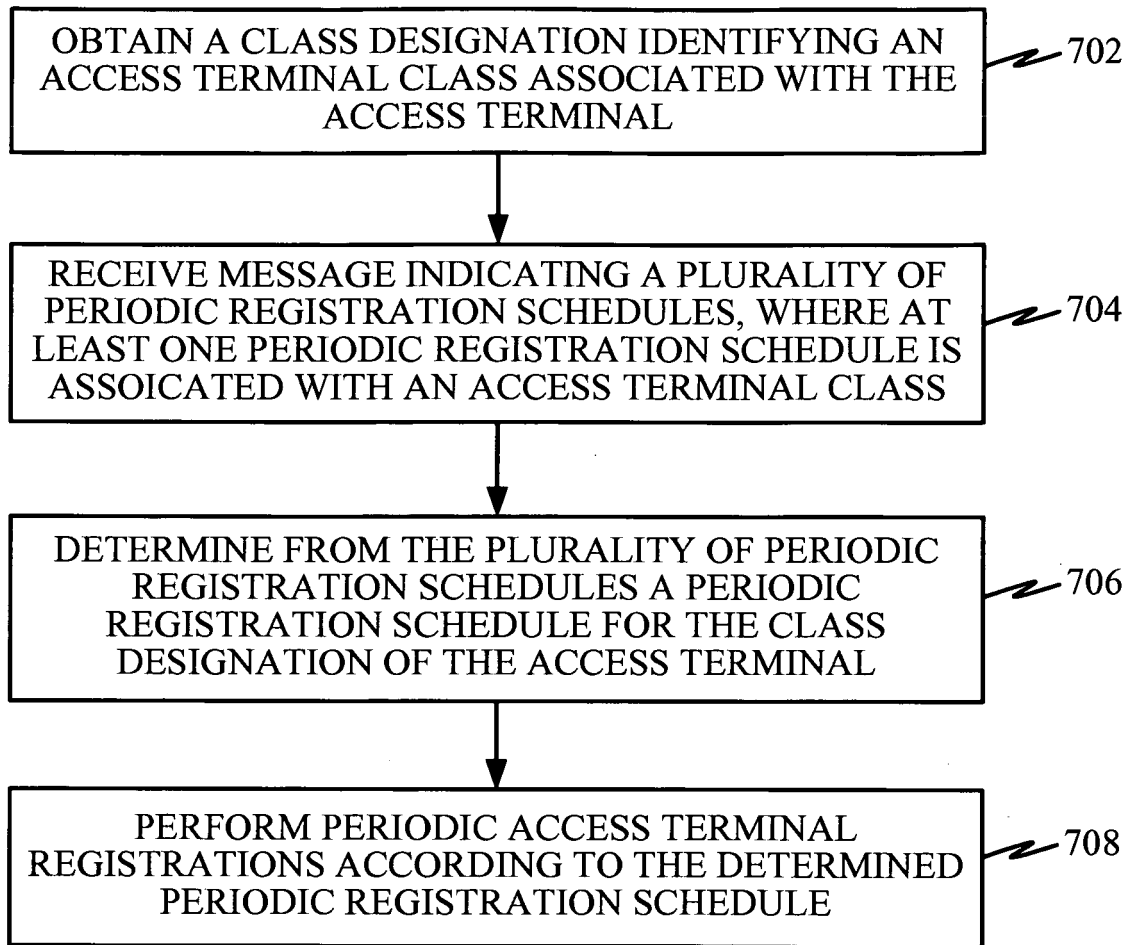 OBTAIN A CLASS DESIGNATION IDENTIFYING AN
ACCESS TERMINAL CLASS ASSOCIATED WITH THE
ACCESS TERMINAL
702
RECEIVE MESSAGE INDICATING A PLURALITY OF
PERIODIC REGISTRATION SCHEDULES, WHERE AT
LEAST ONE PERIODIC REGISTRATION SCHEDULE IS
ASSOICATED WITH AN ACCESS TERMINAL CLASS
704
DETERMINE FROM THE PLURALITY OF PERIODIC
REGISTRATION SCHEDULES A PERIODIC
REGISTRATION SCHEDULE FOR THE CLASS
DESIGNATION OF THE ACCESS TERMINAL
706
PERFORM PERIODIC ACCESS TERMINAL
REGISTRATIONS ACCORDING TO THE DETERMINED
PERIODIC REGISTRATION SCHEDULE
708